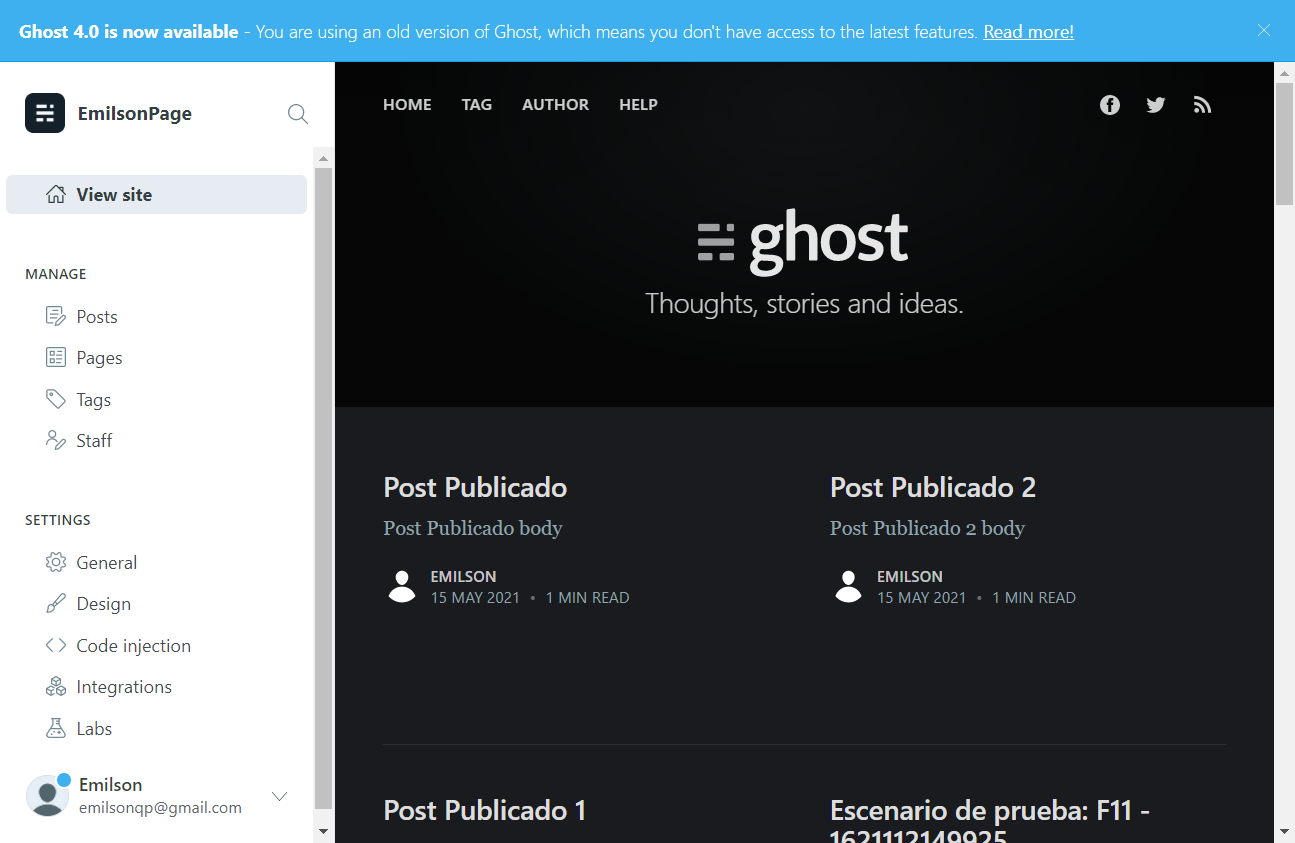 Ghost 4.0 is now available - You are using an old version of Ghost, which means you don't have access to the latest features. Read more!
EmilsonPage
View site
MANAGE
Posts
Pages
Tags
Staff
SETTINGS
General
Design
Code injection
Integrations
Labs
Emilson
emilsonqp@gmail.com
HOME TAG AUTHOR HELP
ghost
Thoughts, stories and ideas.
Post Publicado
Post Publicado body
EMILSON
15 MAY 2021 • 1 MIN READ
Post Publicado 2
Post Publicado 2 body
EMILSON
15 MAY 2021 • 1 MIN READ
Post Publicado 1
Escenario de prueba: F11 -
1621112149925